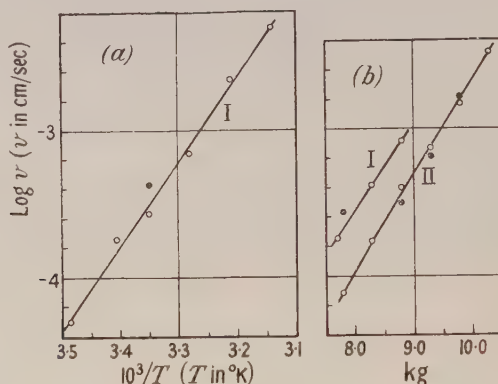 (a)
(b)
I
I
II
Log v (v in cm/sec)
-3
-4
3·5 3·4 3·3 3·2 3·1
10³/T (T in °K)
8·0 9·0 10·0
kg